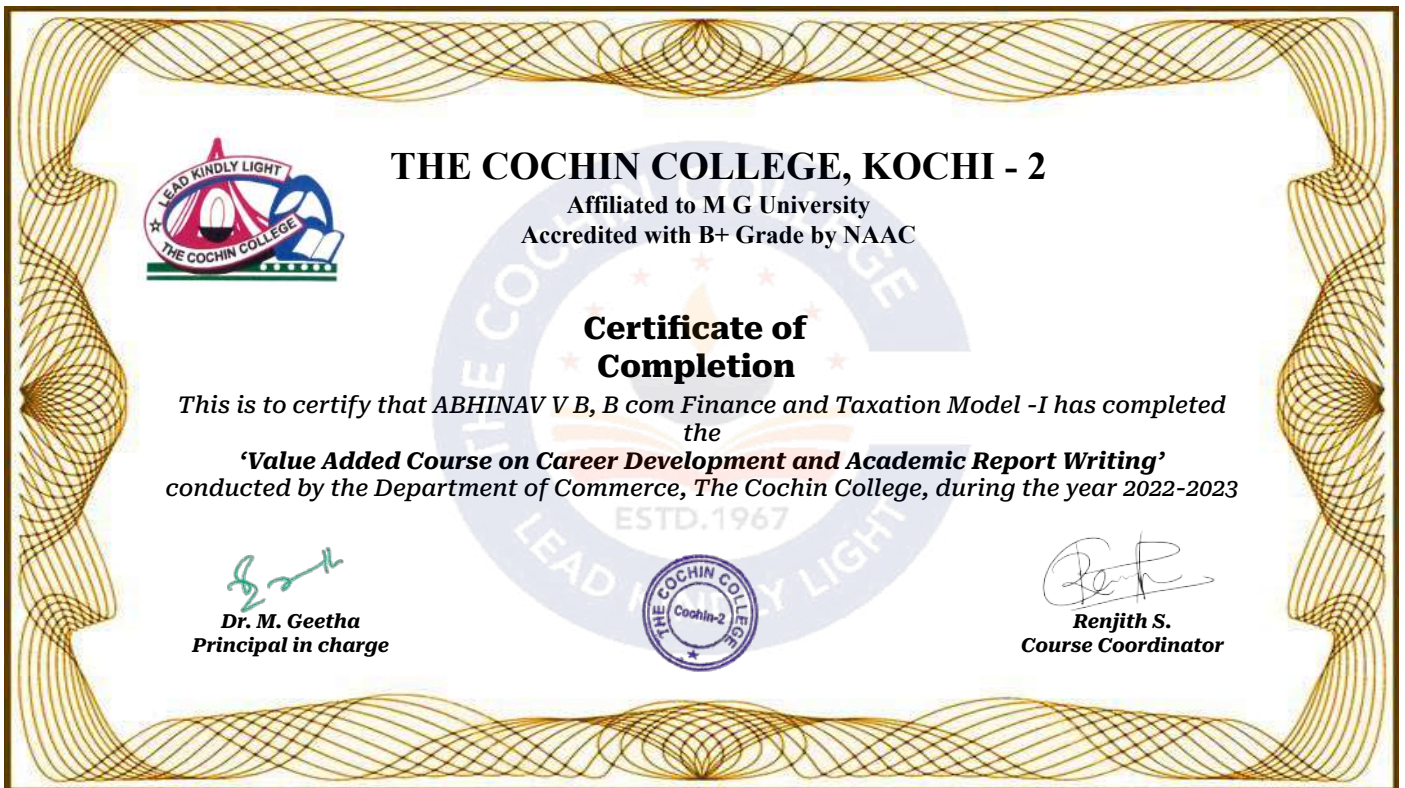 LEAD KINDLY LIGHT
THE COCHIN COLLEGE
THE COCHIN COLLEGE, KOCHI - 2
Affiliated to M G University
Accredited with B+ Grade by NAAC
THE COCHIN COLLEGE
Certificate of
Completion
This is to certify that ABHINAV V B, B com Finance and Taxation Model -I has completed
the
‘Value Added Course on Career Development and Academic Report Writing’
conducted by the Department of Commerce, The Cochin College, during the year 2022-2023
ESTD.1967
LEAD KINDLY LIGHT
THE COCHIN COLLEGE
Cochin-2
Dr. M. Geetha
Principal in charge
Renjith S.
Course Coordinator